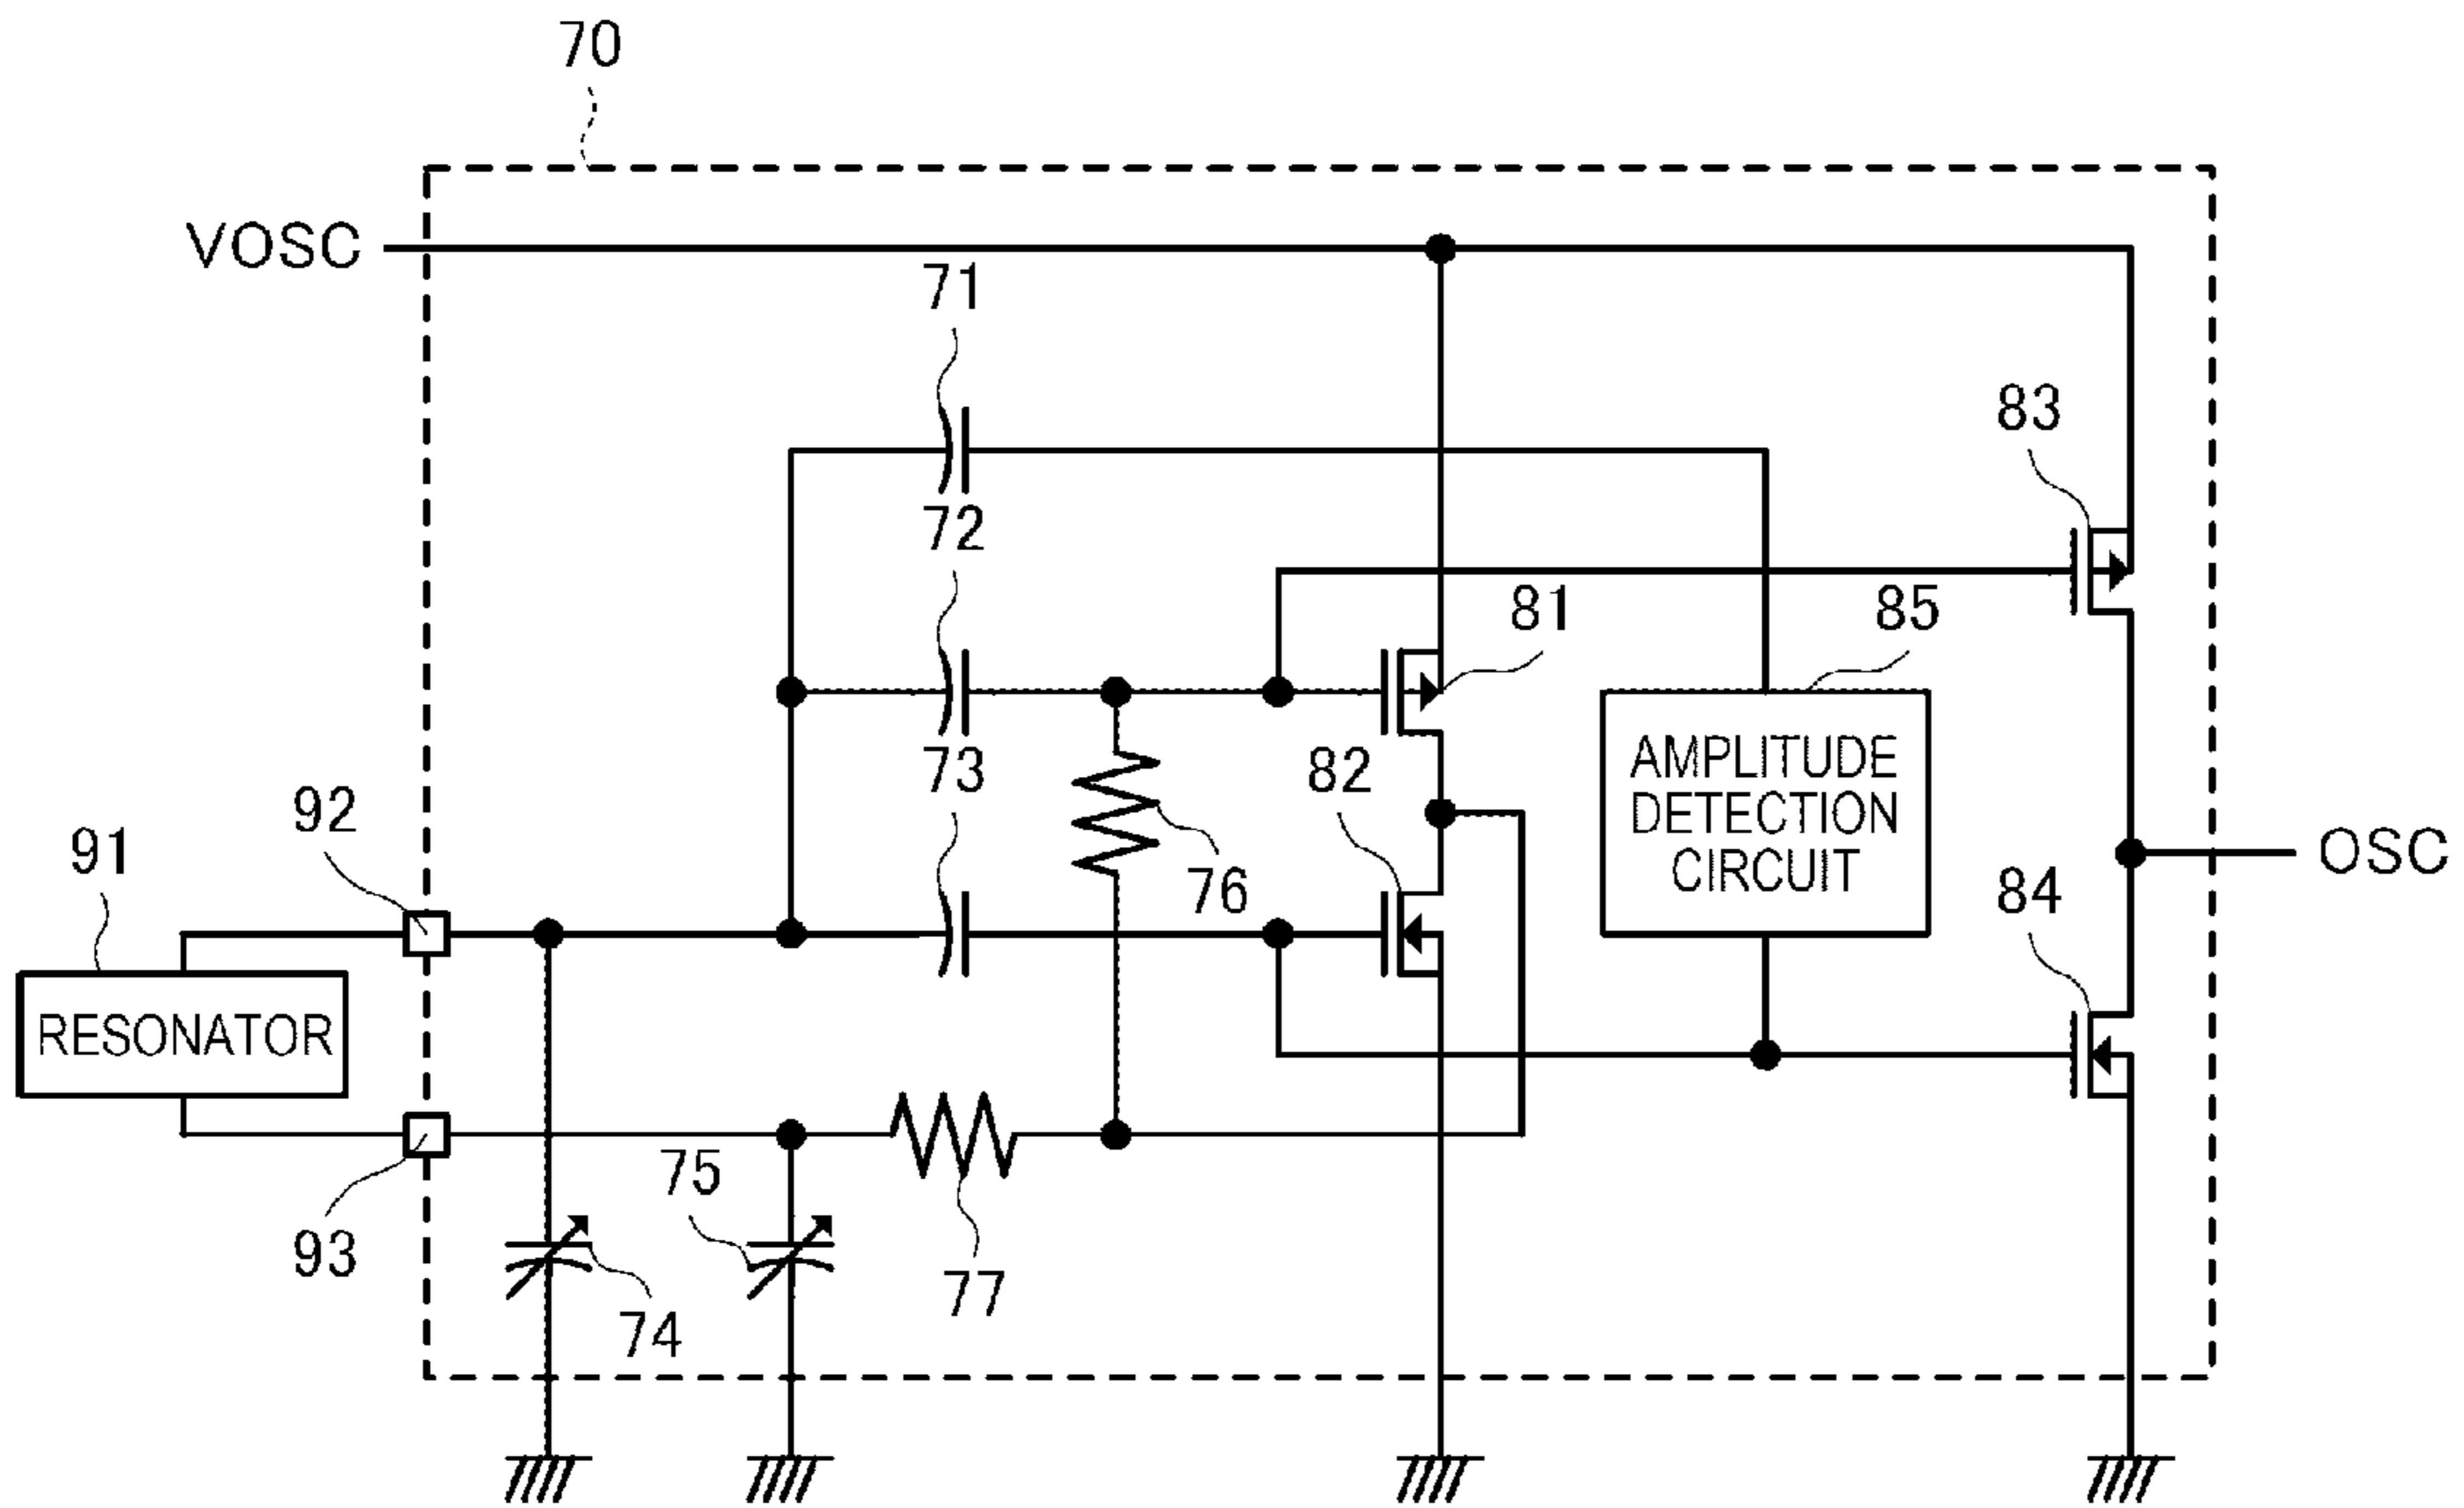 70
VOSC
71
83
72
81
85
73
82
AMPLITUDE
DETECTION
CIRCUIT
92
91
OSC
76
84
RESONATOR
75
93
77
74